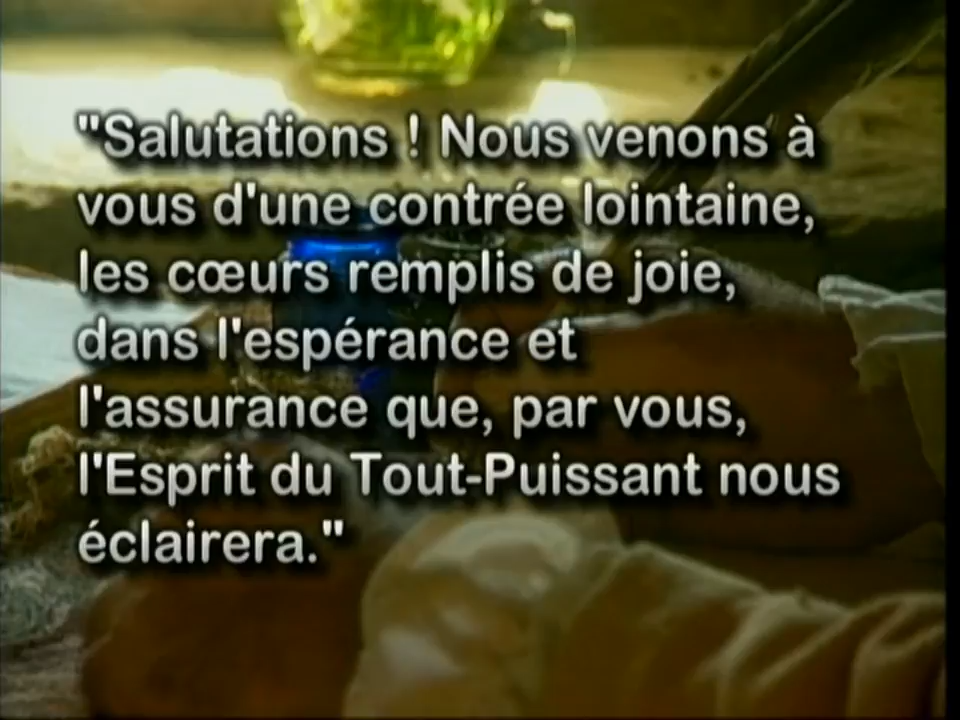 "Salutations ! Nous venons à
vous d'une contrée lointaine,
les cœurs remplis de joie,
dans l'espérance et
l'assurance que, par vous,
l'Esprit du Tout-Puissant nous
éclairera."